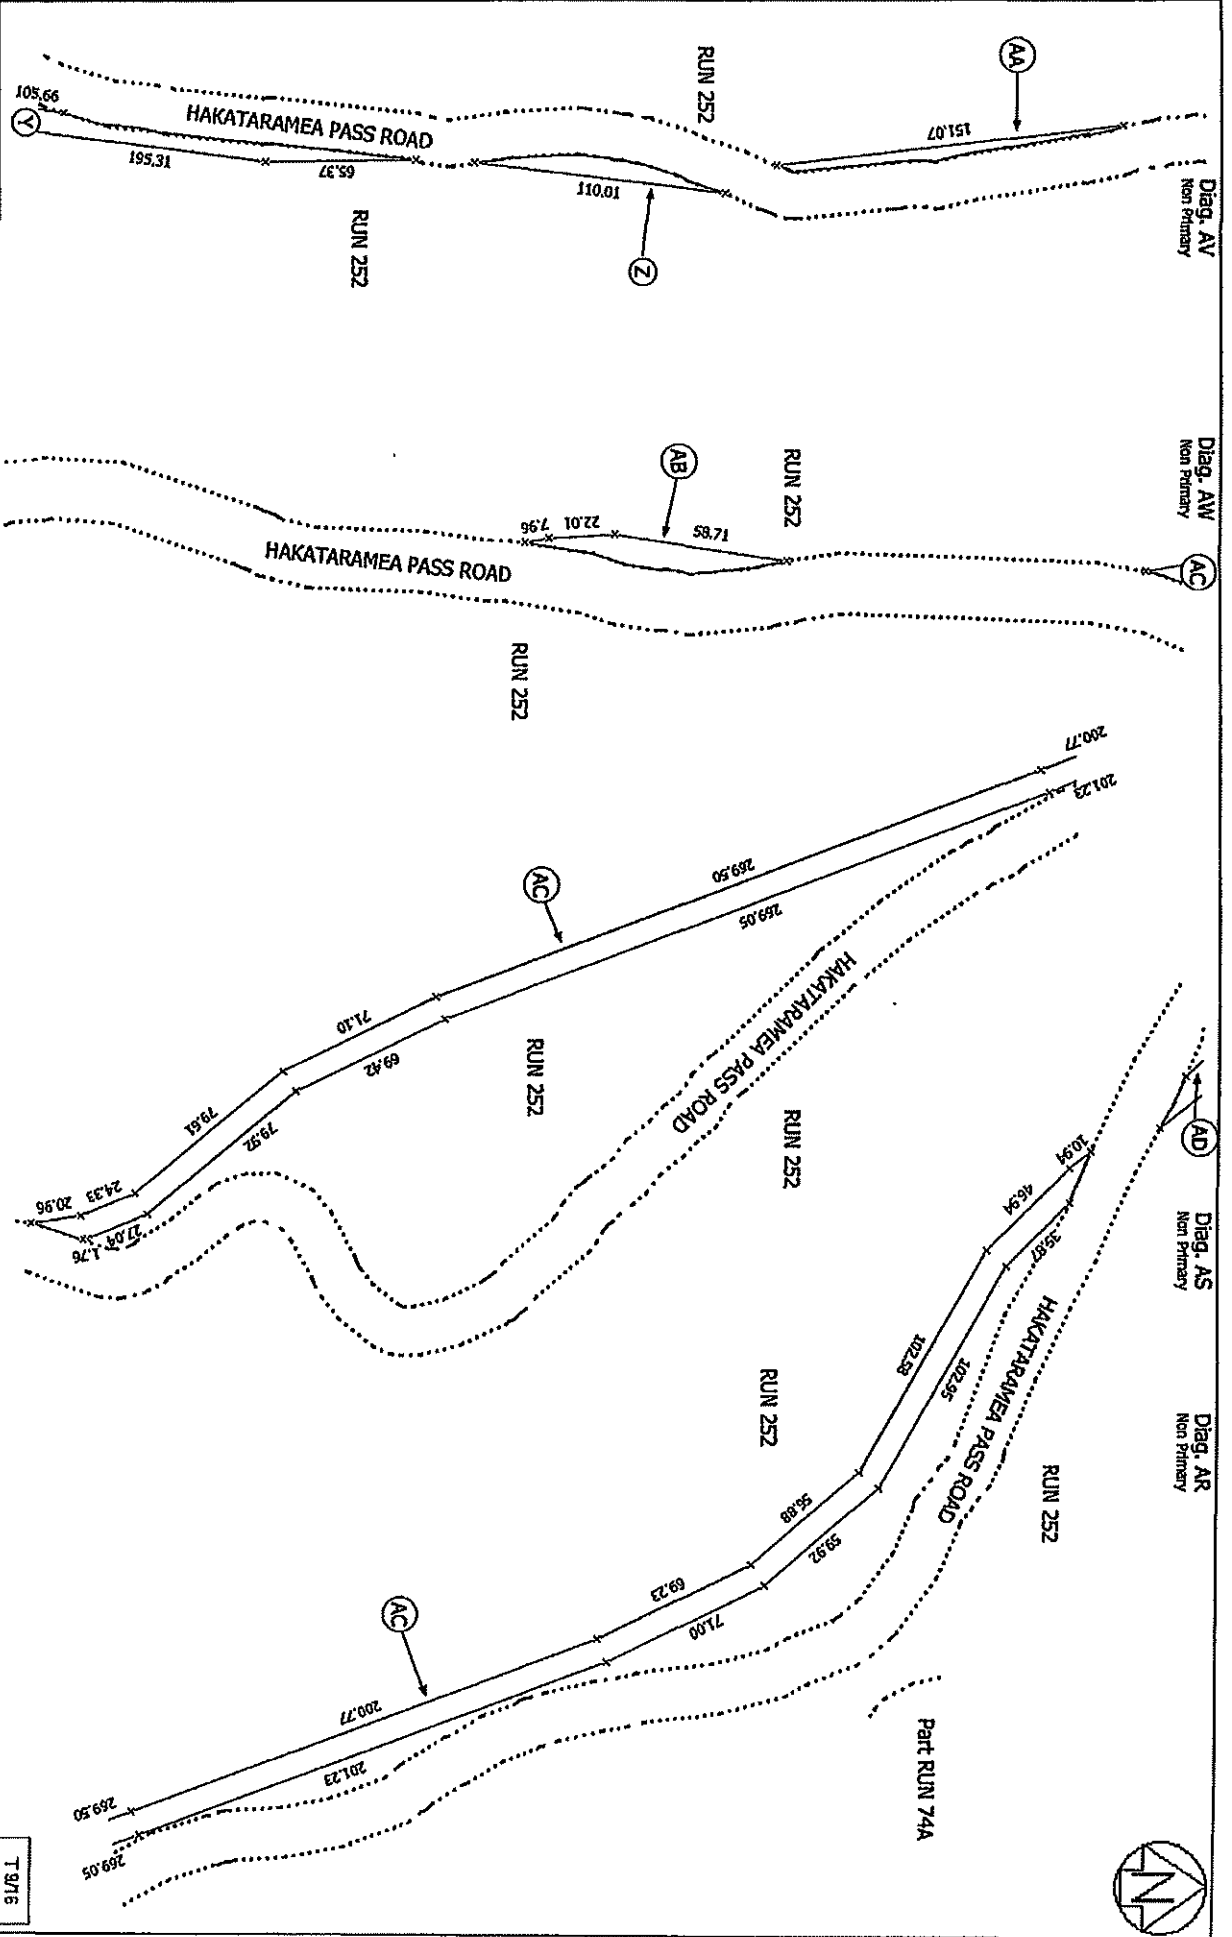 Diag. AV
Non Primary
AA
151.07
RUN 252
110.01
Z
HAKATARAMEA PASS ROAD
65.37
195.31
105.66
Y
RUN 252
Diag. AW
Non Primary
AC
RUN 252
58.71
AB
22.01
7.96
HAKATARAMEA PASS ROAD
RUN 252
Diag. AS
Non Primary
AD
200.77
201.23
269.50
269.05
AC
HAKATARAMEA PASS ROAD
RUN 252
RUN 252
71.10
69.42
79.61
79.92
24.33
20.96
27.04
1.76
Diag. AR
Non Primary
10.94
46.94
39.87
HAKATARAMEA PASS ROAD
102.58
102.95
RUN 252
RUN 252
56.88
59.92
69.23
71.00
Part RUN 74A
AC
200.77
201.23
269.50
269.05
N
T 9/16